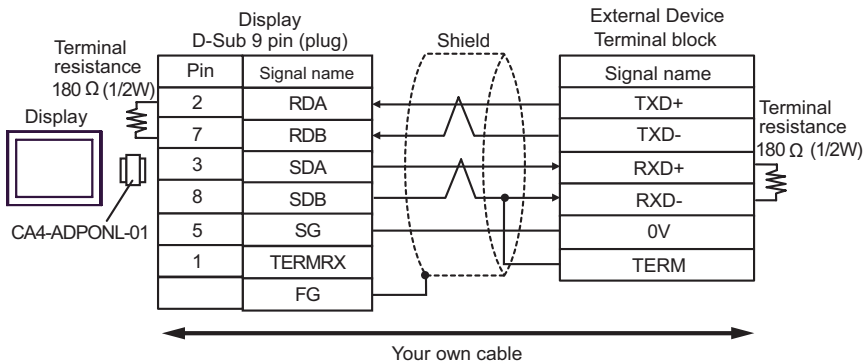 Display
D-Sub 9 pin (plug)
Shield
External Device
Terminal block
Terminal
resistance
180 Ω (1/2W)
Display
CA4-ADPONL-01
Pin Signal name
2 RDA
7 RDB
3 SDA
8 SDB
5 SG
1 TERMRX
FG
Signal name
TXD+
TXD-
RXD+
RXD-
0V
TERM
Terminal
resistance
180 Ω (1/2W)
Your own cable